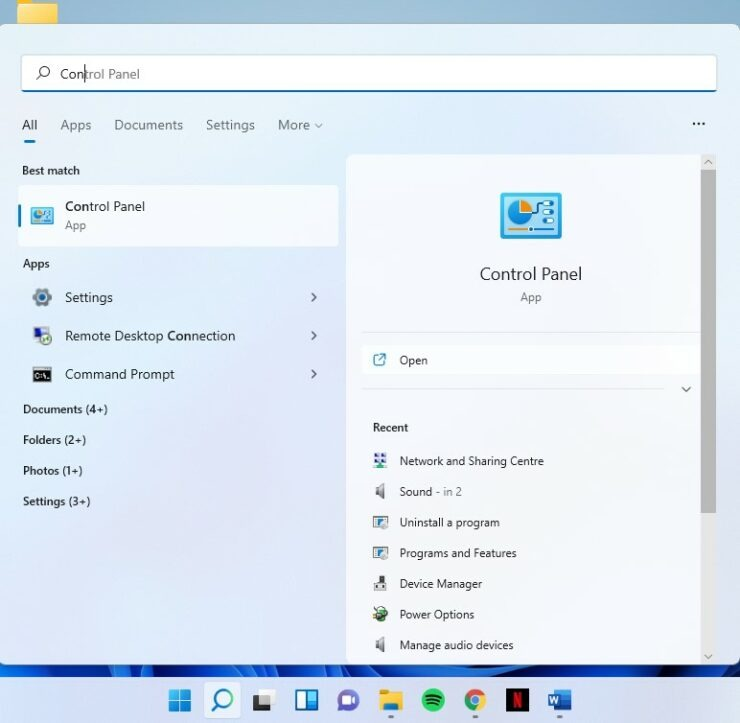 Control Panel
All Apps Documents Settings More
Best match
Control Panel
App
Apps
Settings
Remote Desktop Connection
Command Prompt
Documents (4+)
Folders (2+)
Photos (1+)
Settings (3+)
Control Panel
App
Open
Recent
Network and Sharing Centre
Sound - in 2
Uninstall a program
Programs and Features
Device Manager
Power Options
Manage audio devices